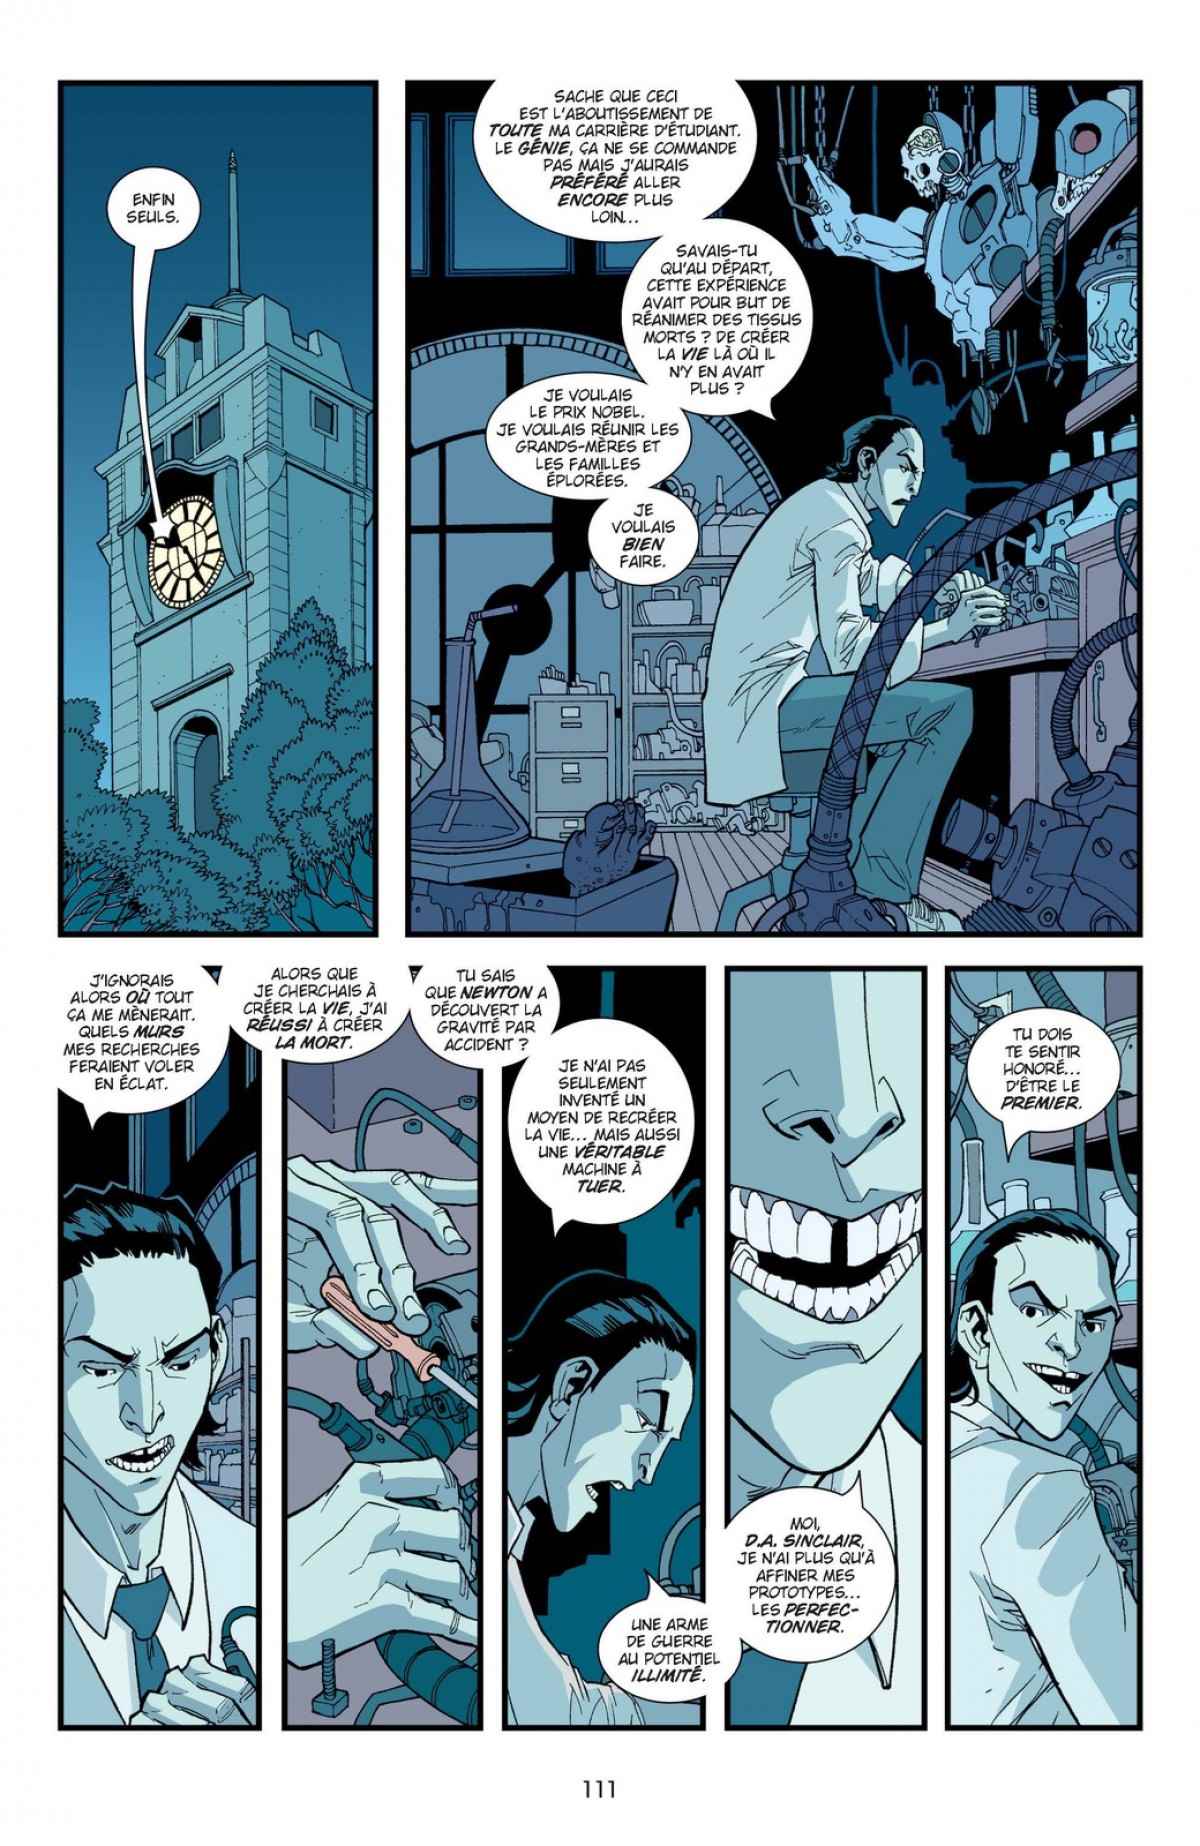 ENFIN
SEULS.
SACHE QUE CECI
EST L'ABOUTISSEMENT DE
TOUTE MA CARRIÈRE D'ÉTUDIANT.
LE GÉNIE, ÇA NE SE COMMANDE
PAS MAIS J'AURAIS
PRÉFÉRÉ ALLER
ENCORE PLUS
LOIN...
SAVAIS-TU
QU'AU DÉPART,
CETTE EXPÉRIENCE
AVAIT POUR BUT DE
RÉANIMER DES TISSUS
MORTS ? DE CRÉER
LA VIE LÀ OÙ IL
N'Y EN AVAIT
PLUS ?
JE VOULAIS
LE PRIX NOBEL.
JE VOULAIS RÉUNIR LES
GRANDS-MÈRES ET
LES FAMILLES
ÉPLORÉES.
JE
VOULAIS
BIEN
FAIRE.
J'IGNORAIS
ALORS OÙ TOUT
ÇA ME MÈNERAIT.
QUELS MURS
MES RECHERCHES
FERAIENT VOLER
EN ÉCLAT.
ALORS QUE
JE CHERCHAIS À
CRÉER LA VIE, J'AI
RÉUSSI À CRÉER
LA MORT.
TU SAIS
QUE NEWTON A
DÉCOUVERT LA
GRAVITÉ PAR
ACCIDENT ?
JE N'AI PAS
SEULEMENT
INVENTÉ UN
MOYEN DE RECRÉER
LA VIE... MAIS AUSSI
UNE VÉRITABLE
MACHINE À
TUER.
UNE ARME
DE GUERRE
AU POTENTIEL
ILLIMITÉ.
MOI,
D.A. SINCLAIR,
JE N'AI PLUS QU'À
AFFINER MES
PROTOTYPES...
LES PERFEC-
TIONNER.
TU DOIS
TE SENTIR
HONORÉ...
D'ÊTRE LE
PREMIER.
111